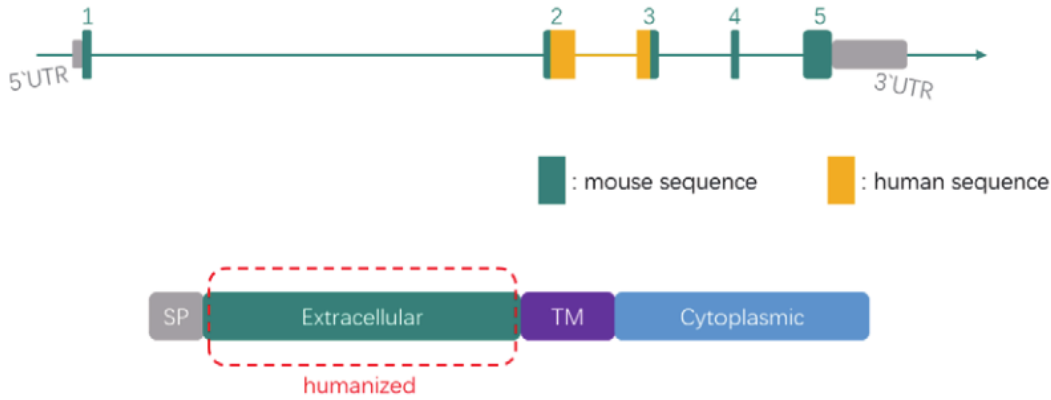 1 2 3 4 5
5`UTR 3`UTR
: mouse sequence : human sequence
SP Extracellular TM Cytoplasmic
humanized